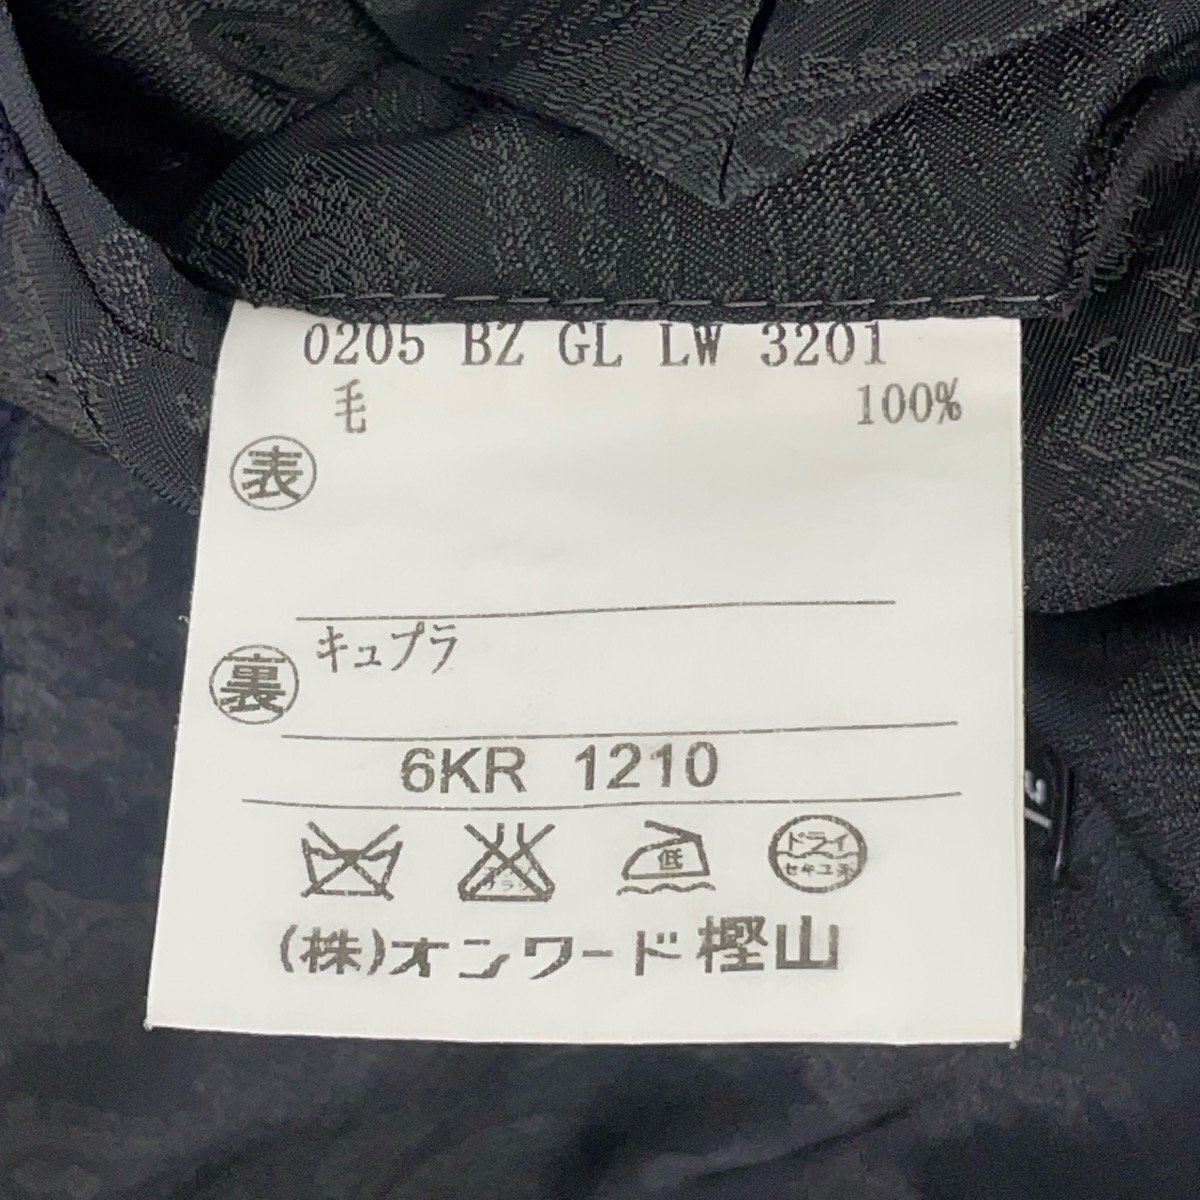 0205 BZ GL LW 3201
毛 100%
表
キュプラ
裏
6KR 1210
低
ドライ
セキユ系
(株)オンワード樫山